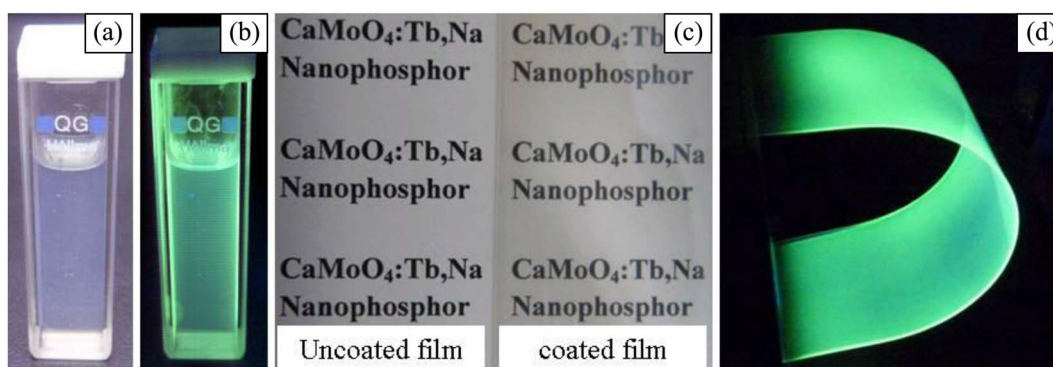 (a)
QG
(b)
QG
CaMoO₄:Tb,Na
Nanophosphor
CaMoO₄:Tb,Na
Nanophosphor
CaMoO₄:Tb,Na
Nanophosphor
Uncoated film
(c)
CaMoO₄:Tb
Nanophosphor
CaMoO₄:Tb,Na
Nanophosphor
CaMoO₄:Tb,Na
Nanophosphor
coated film
(d)